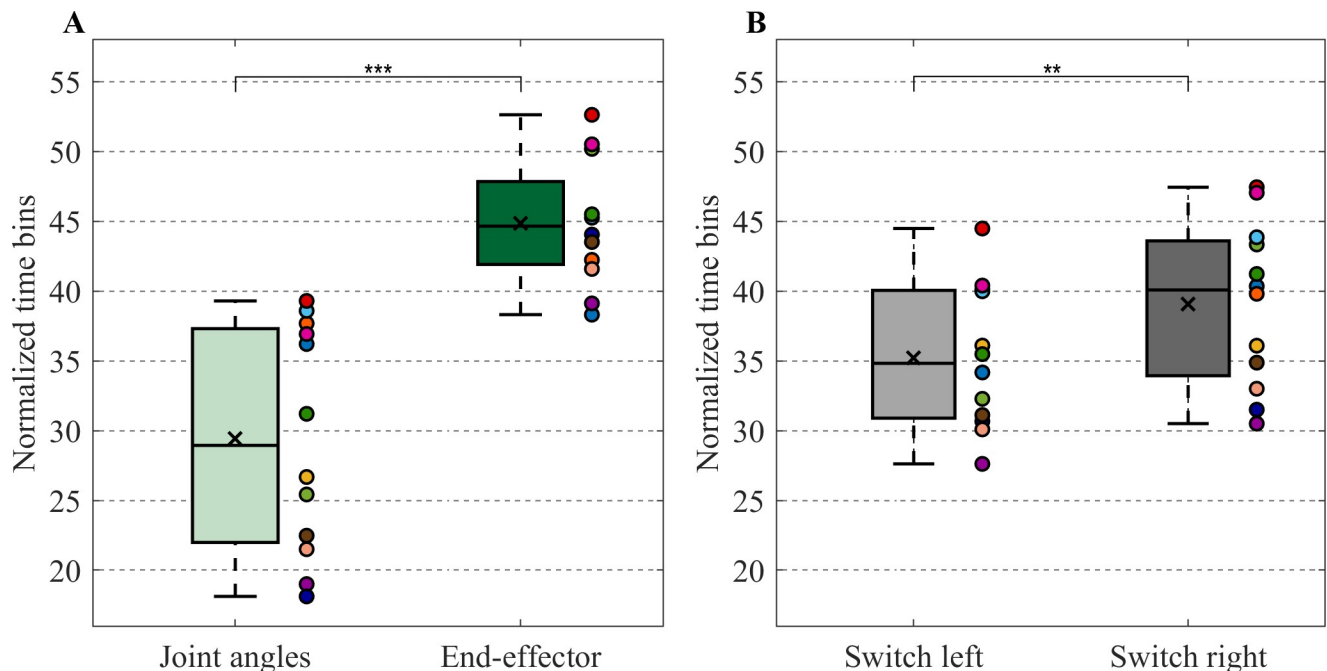 A
B
***
**
55
50
45
40
35
30
25
20
Normalized time bins
Joint angles
End-effector
55
50
45
40
35
30
25
20
Normalized time bins
Switch left
Switch right